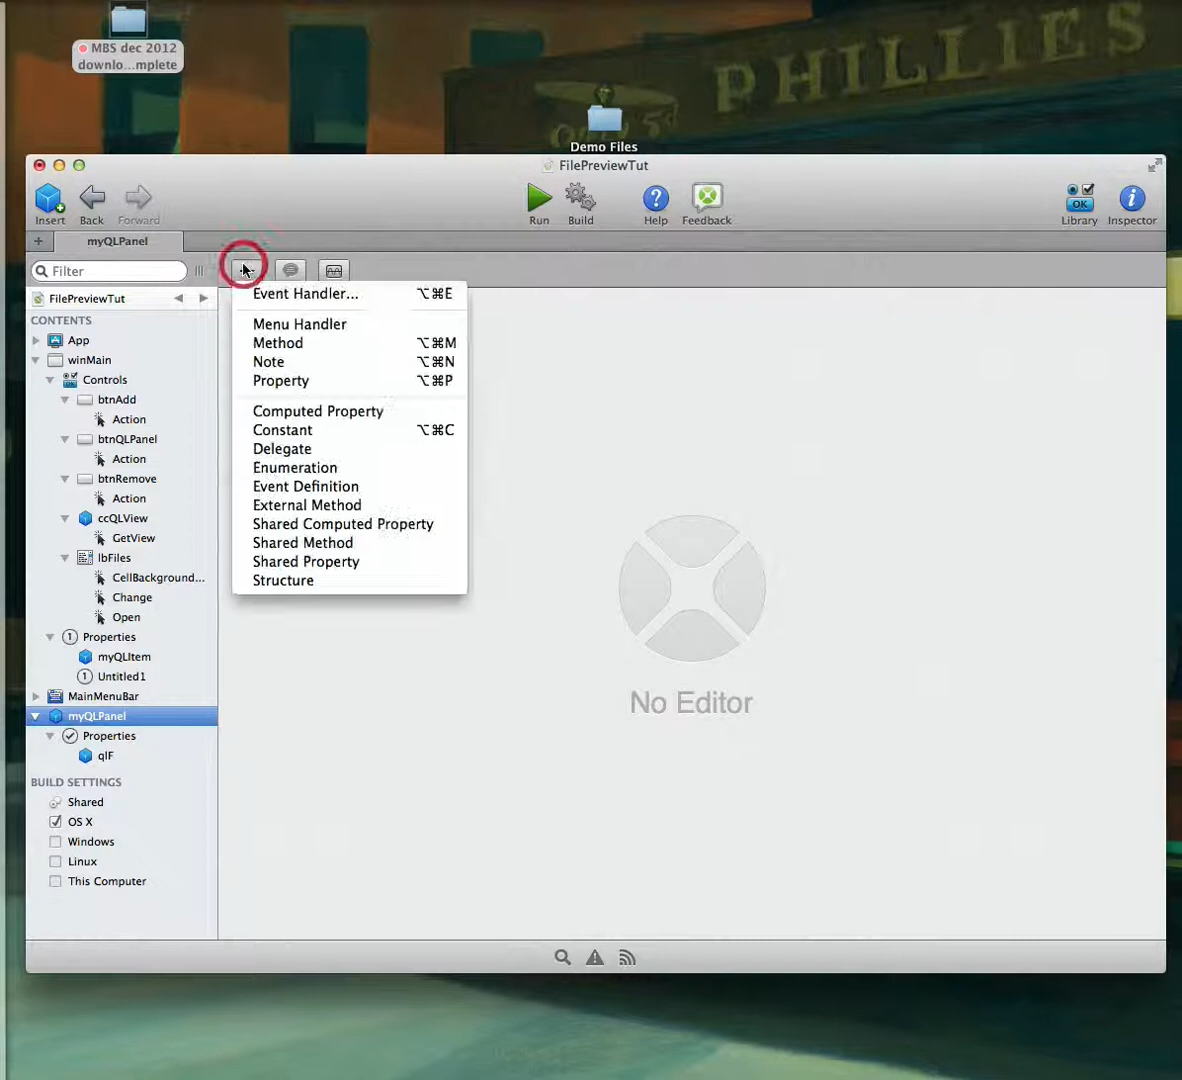 PHILLIES
MBS dec 2012
downlo...mplete
Demo Files
FilePreviewTut
Insert
Back
Forward
Run
Build
Help
Feedback
OK
Library
Inspector
+
myQLPanel
Filter
FilePreviewTut
CONTENTS
App
winMain
Controls
btnAdd
Action
btnQLPanel
Action
btnRemove
Action
ccQLView
GetView
lbFiles
CellBackground...
Change
Open
Properties
myQLItem
Untitled1
MainMenuBar
myQLPanel
Properties
qlF
BUILD SETTINGS
Shared
OS X
Windows
Linux
This Computer
Event Handler... ⌥⌘E
Menu Handler
Method ⌥⌘M
Note ⌥⌘N
Property ⌥⌘P
Computed Property
Constant ⌥⌘C
Delegate
Enumeration
Event Definition
External Method
Shared Computed Property
Shared Method
Shared Property
Structure
No Editor